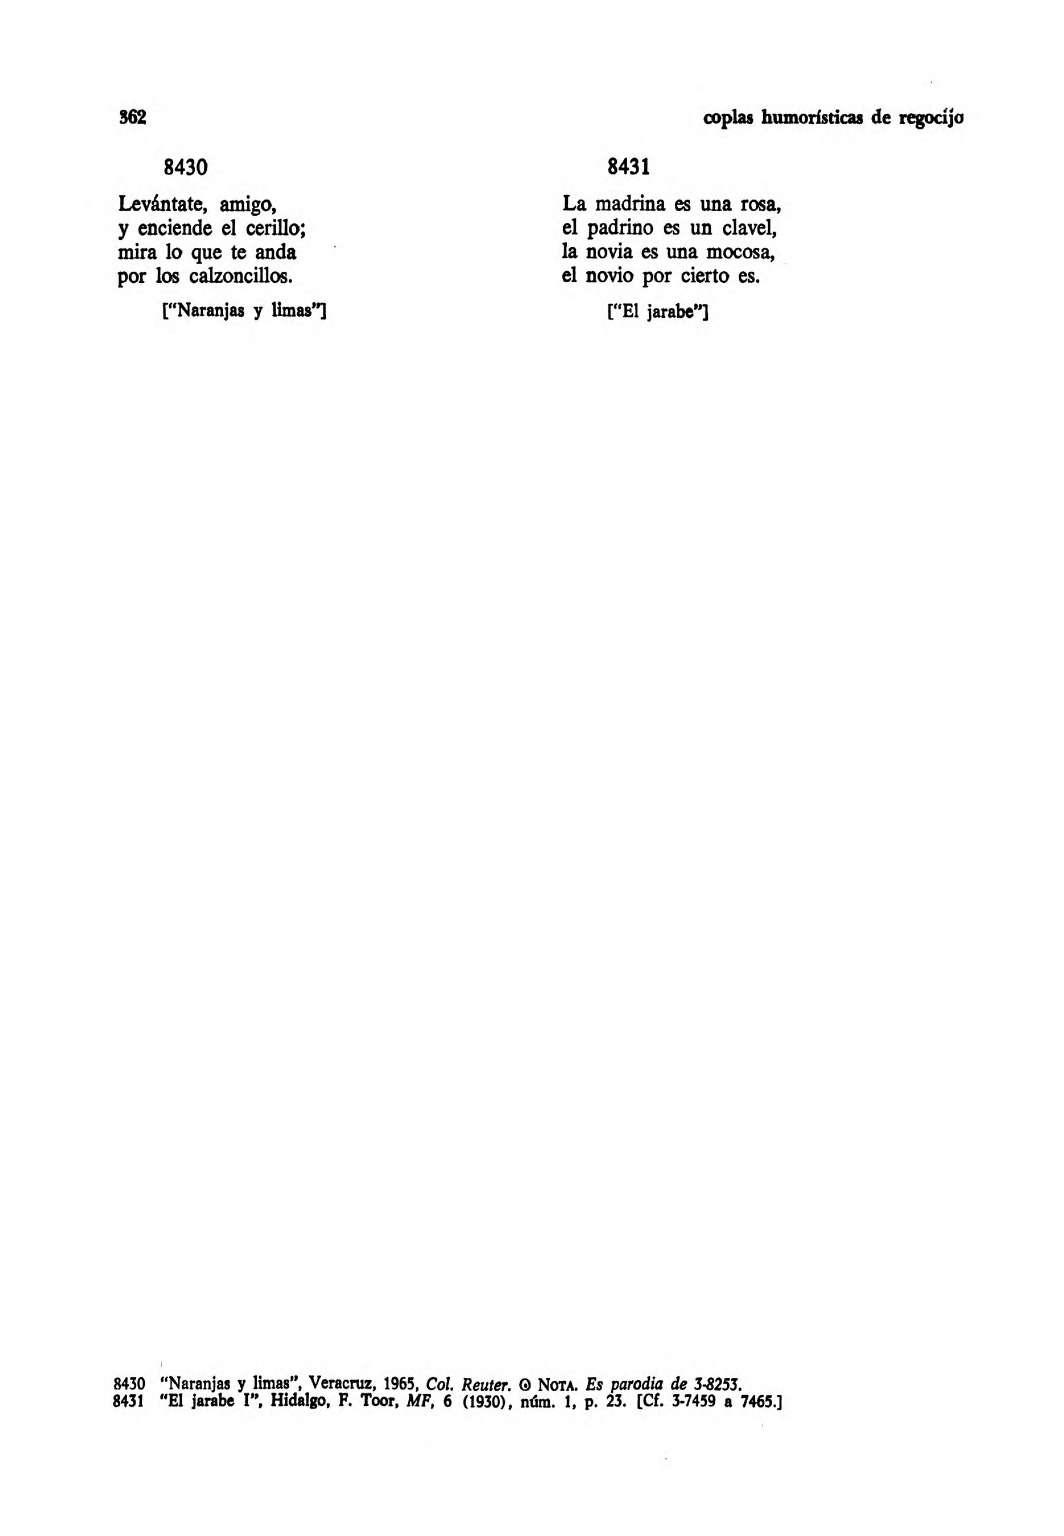 362
coplas humorísticas de regocijo
8430
Levántate, amigo,
y enciende el cerillo;
mira lo que te anda
por los calzoncillos.
["Naranjas y limas"]
8431
La madrina es una rosa,
el padrino es un clavel,
la novia es una mocosa,
el novio por cierto es.
["El jarabe"]
8430 "Naranjas y limas", Veracruz, 1965, Col. Reuter. ⊙ NOTA. Es parodia de 3-8253.
8431 "El jarabe I", Hidalgo, F. Toor, MF, 6 (1930), núm. 1, p. 23. [Cf. 3-7459 a 7465.]